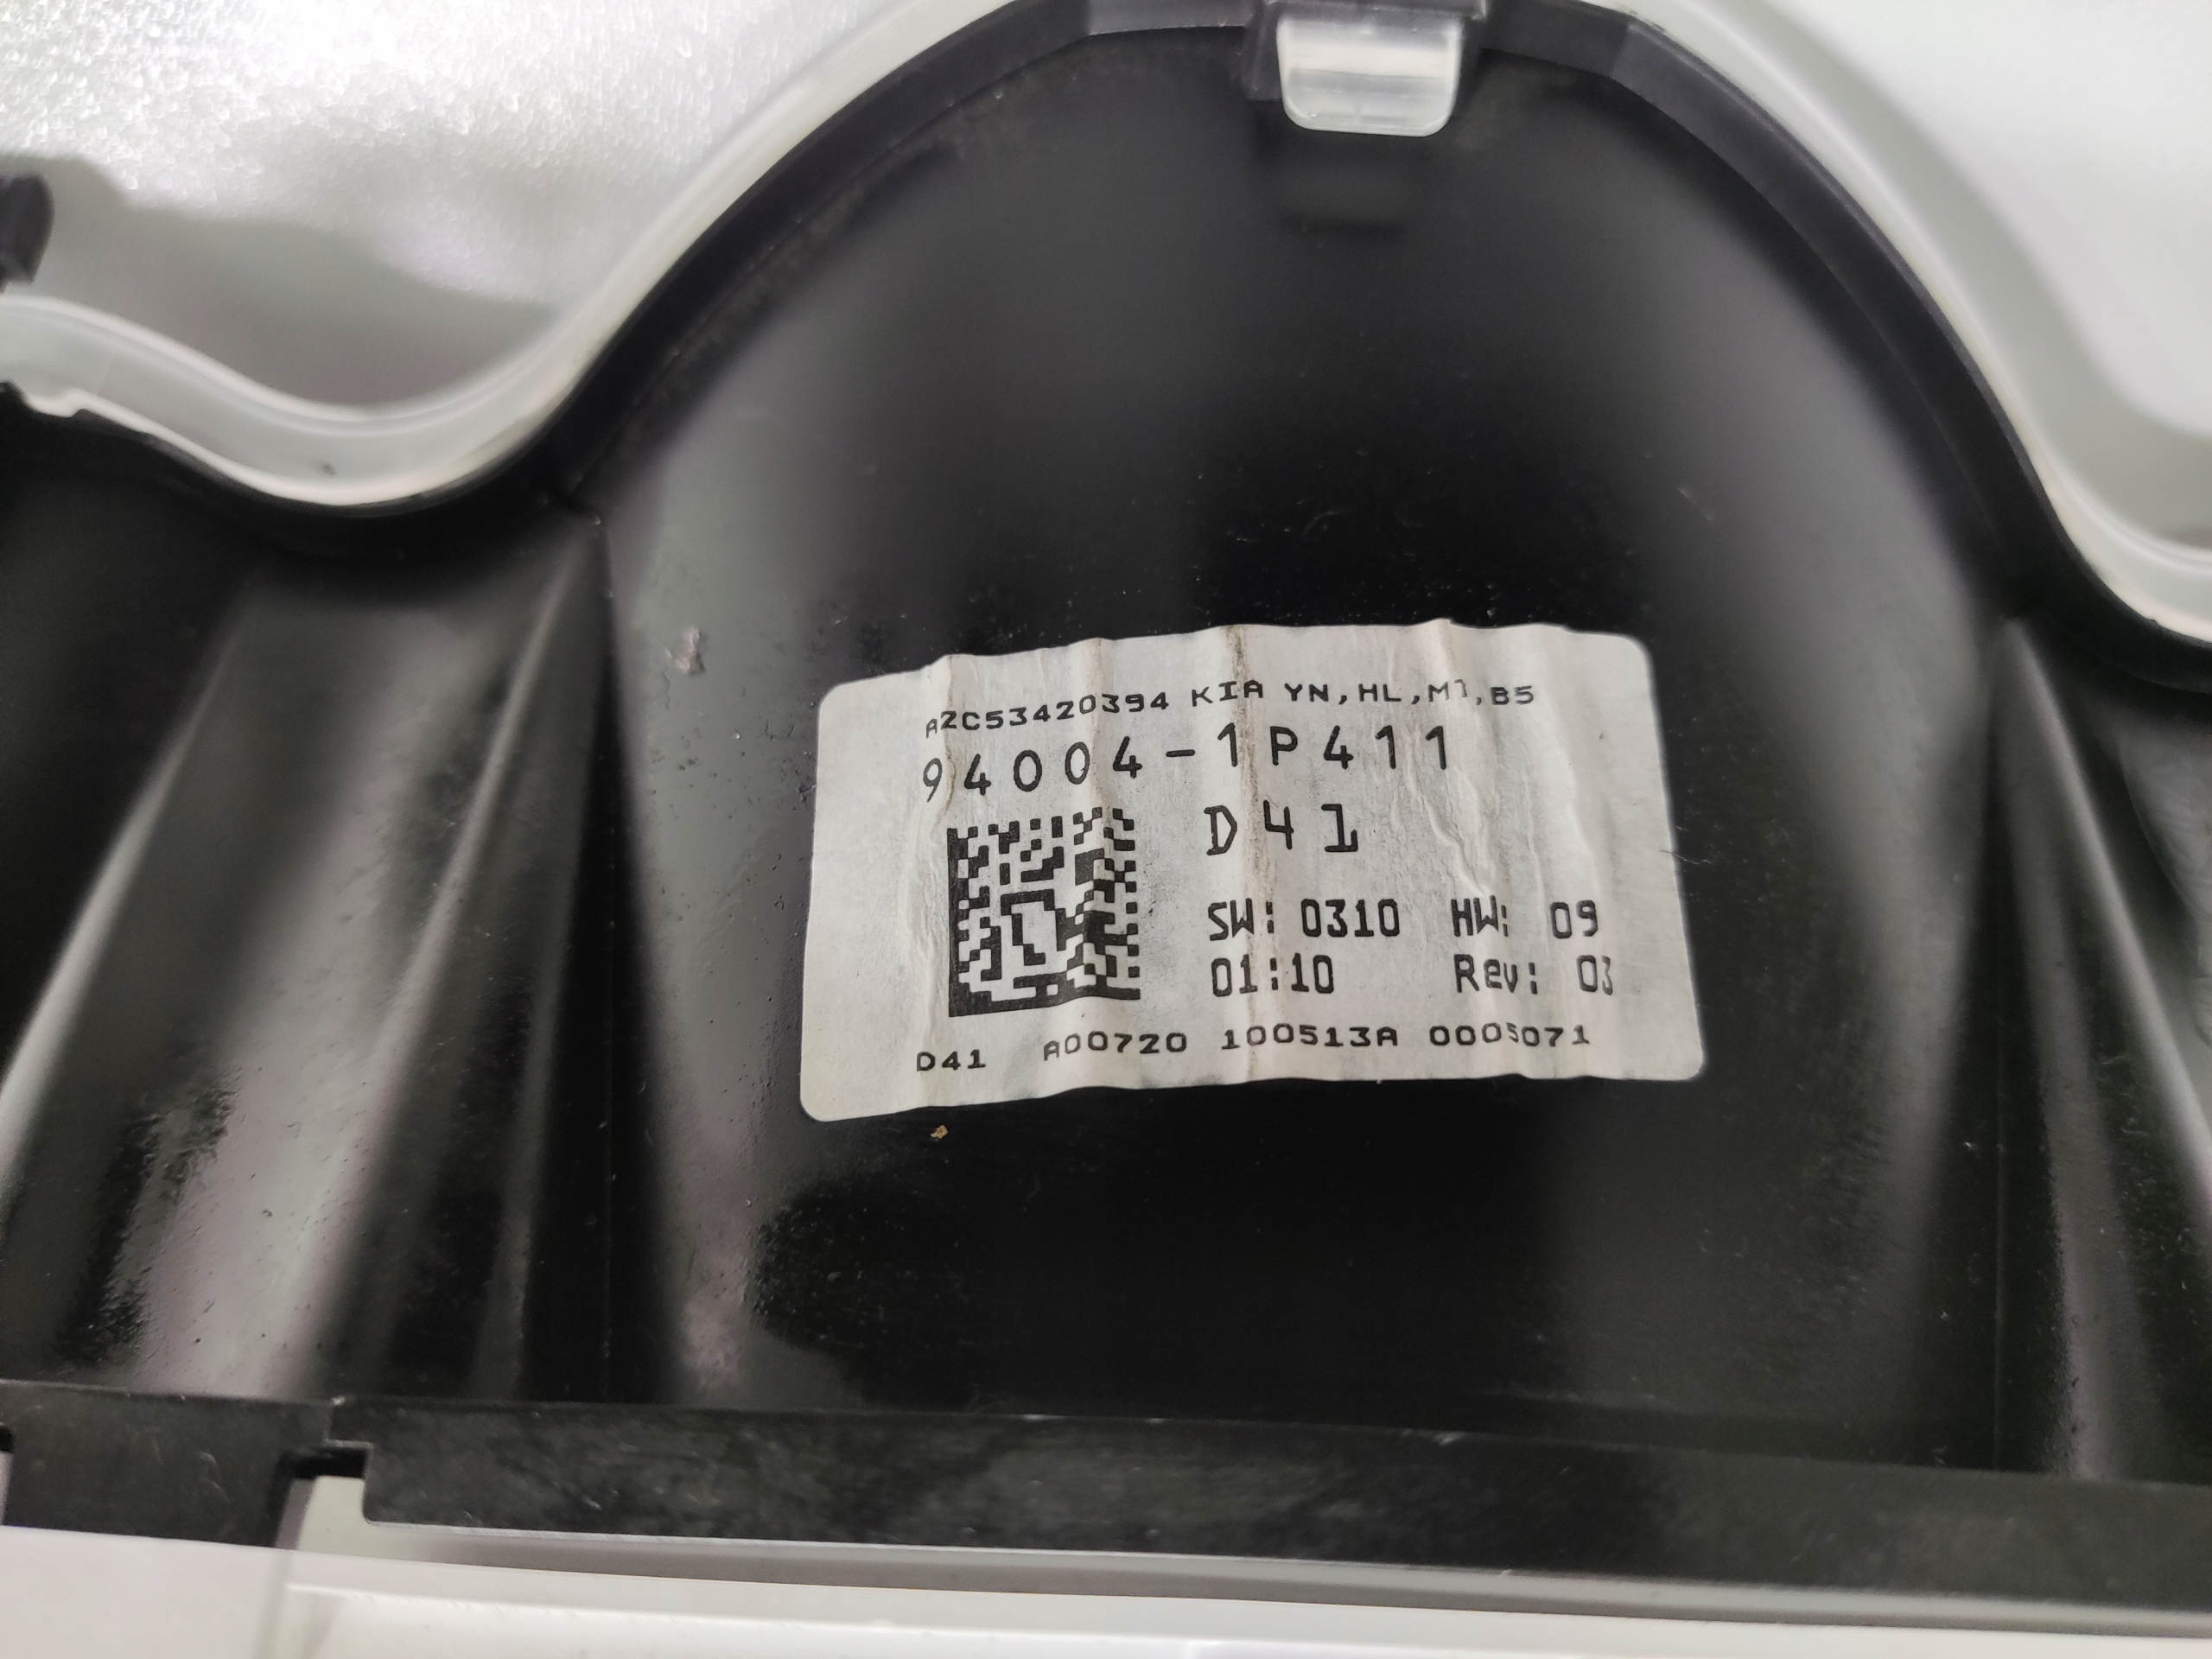 A2C53420394 KIA YN,HL,M1,B5
94004-1P411
D41
SW: 0310 HW: 09
01:10 Rev: 03
D41 A00720 100513A 0005071